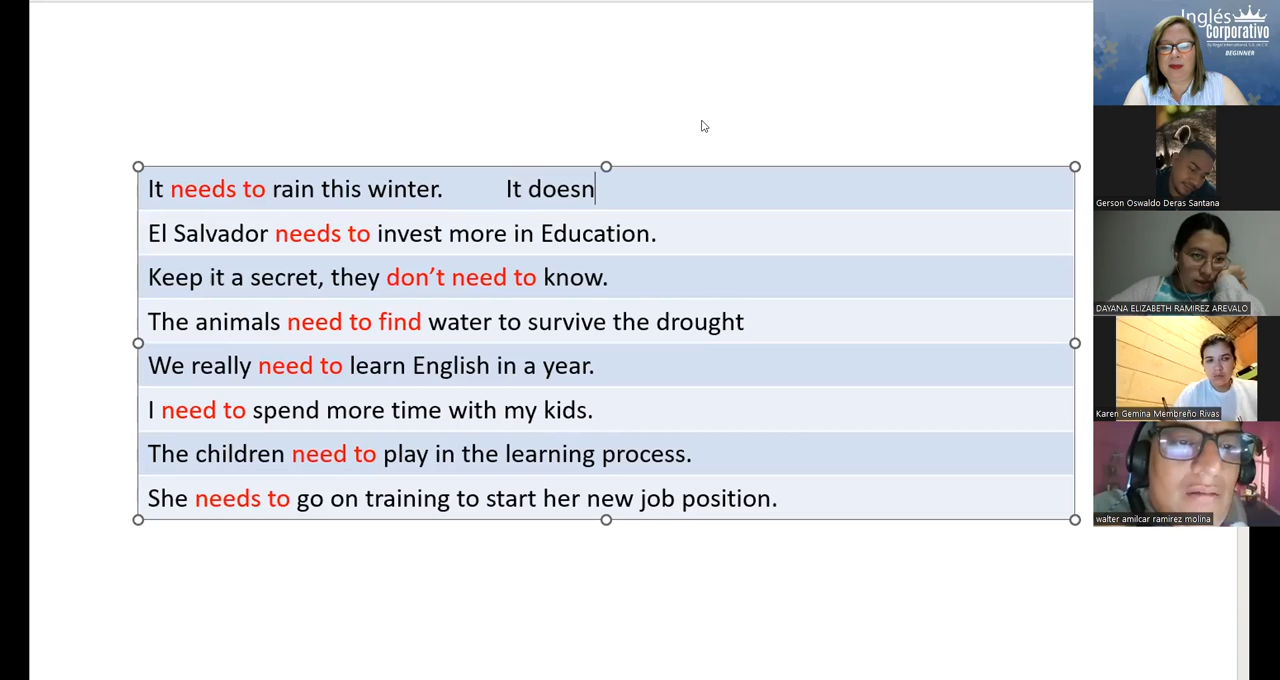 Inglés
Corporativo
BEGINNER
It needs to rain this winter. It doesn
El Salvador needs to invest more in Education.
Keep it a secret, they don’t need to know.
The animals need to find water to survive the drought
We really need to learn English in a year.
I need to spend more time with my kids.
The children need to play in the learning process.
She needs to go on training to start her new job position.
Gerson Oswaldo Deras Santana
DAYANA ELIZABETH RAMIREZ AREVALO
Karen Gemina Membreño Rivas
walter amilcar ramirez molina